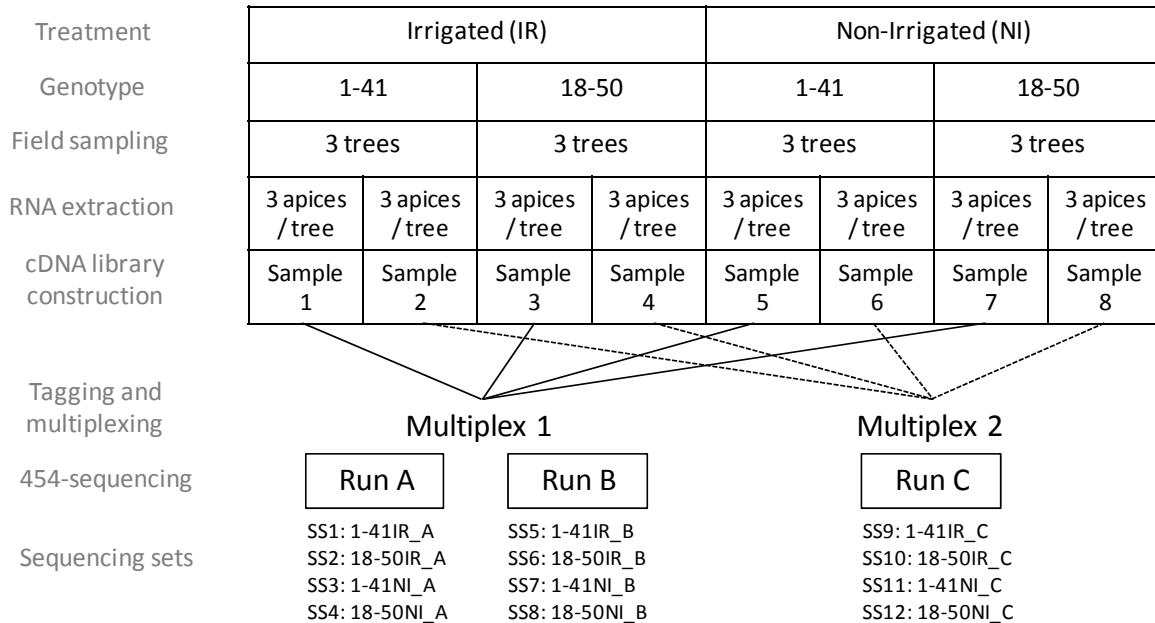 Treatment Irrigated (IR) Non-Irrigated (NI)
Genotype 1-41 18-50 1-41 18-50
Field sampling 3 trees 3 trees 3 trees 3 trees
RNA extraction
3 apices 3 apices 3 apices 3 apices 3 apices 3 apices 3 apices 3 apices
/ tree / tree / tree / tree / tree / tree / tree / tree
cDNA library
construction
Sample Sample Sample Sample Sample Sample Sample Sample
1 2 3 4 5 6 7 8
Tagging and
multiplexing
Multiplex 1 Multiplex 2
454-sequencing Run A Run B Run C
Sequencing sets
SS1: 1-41IR_A SS5: 1-41IR_B SS9: 1-41IR_C
SS2: 18-50IR_A SS6: 18-50IR_B SS10: 18-50IR_C
SS3: 1-41NI_A SS7: 1-41NI_B SS11: 1-41NI_C
SS4: 18-50NI_A SS8: 18-50NI_B SS12: 18-50NI_C